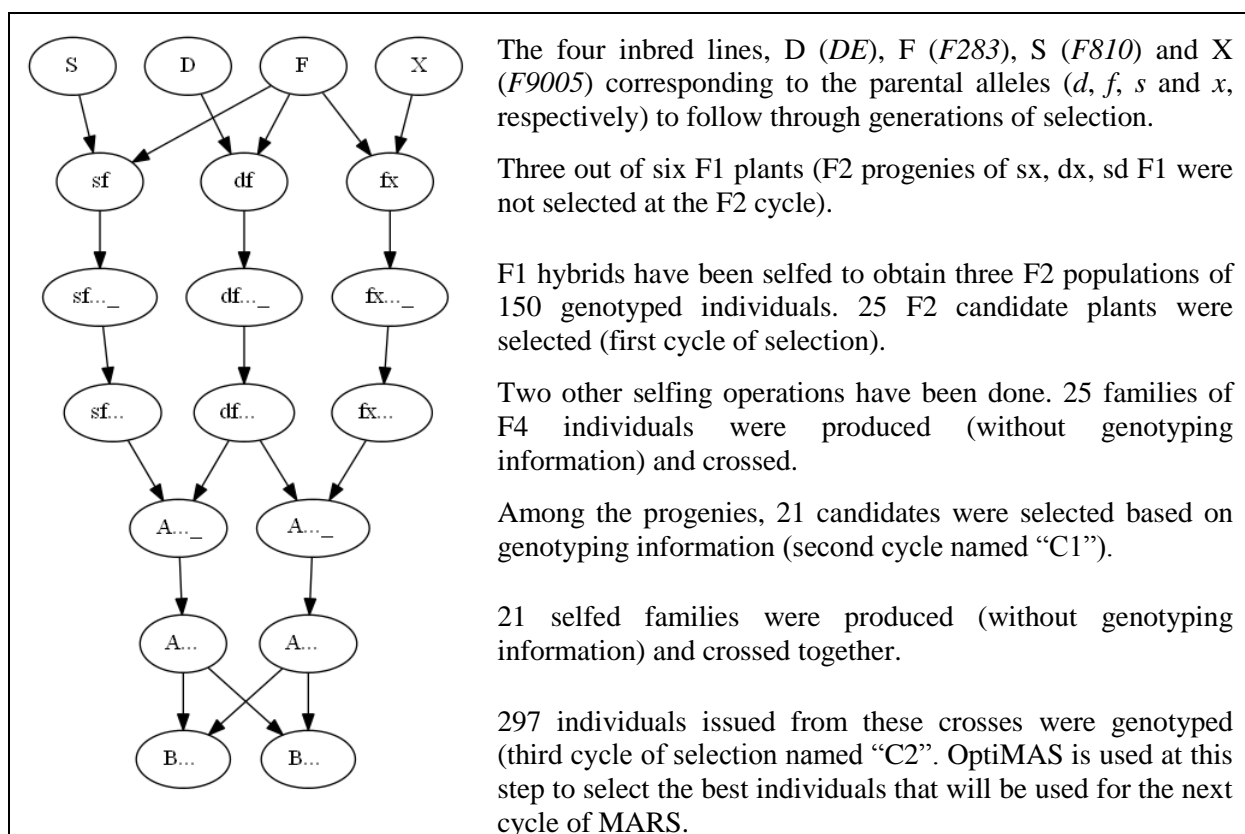 S D F X
sf df fx
sf..._ df..._ fx..._
sf... df... fx...
A..._ A..._
A... A...
B... B...
The four inbred lines, D (DE), F (F283), S (F810) and X
(F9005) corresponding to the parental alleles (d, f, s and x,
respectively) to follow through generations of selection.
Three out of six F1 plants (F2 progenies of sx, dx, sd F1 were
not selected at the F2 cycle).
F1 hybrids have been selfed to obtain three F2 populations of
150 genotyped individuals. 25 F2 candidate plants were
selected (first cycle of selection).
Two other selfing operations have been done. 25 families of
F4 individuals were produced (without genotyping
information) and crossed.
Among the progenies, 21 candidates were selected based on
genotyping information (second cycle named “C1”).
21 selfed families were produced (without genotyping
information) and crossed together.
297 individuals issued from these crosses were genotyped
(third cycle of selection named “C2”. OptiMAS is used at this
step to select the best individuals that will be used for the next
cycle of MARS.